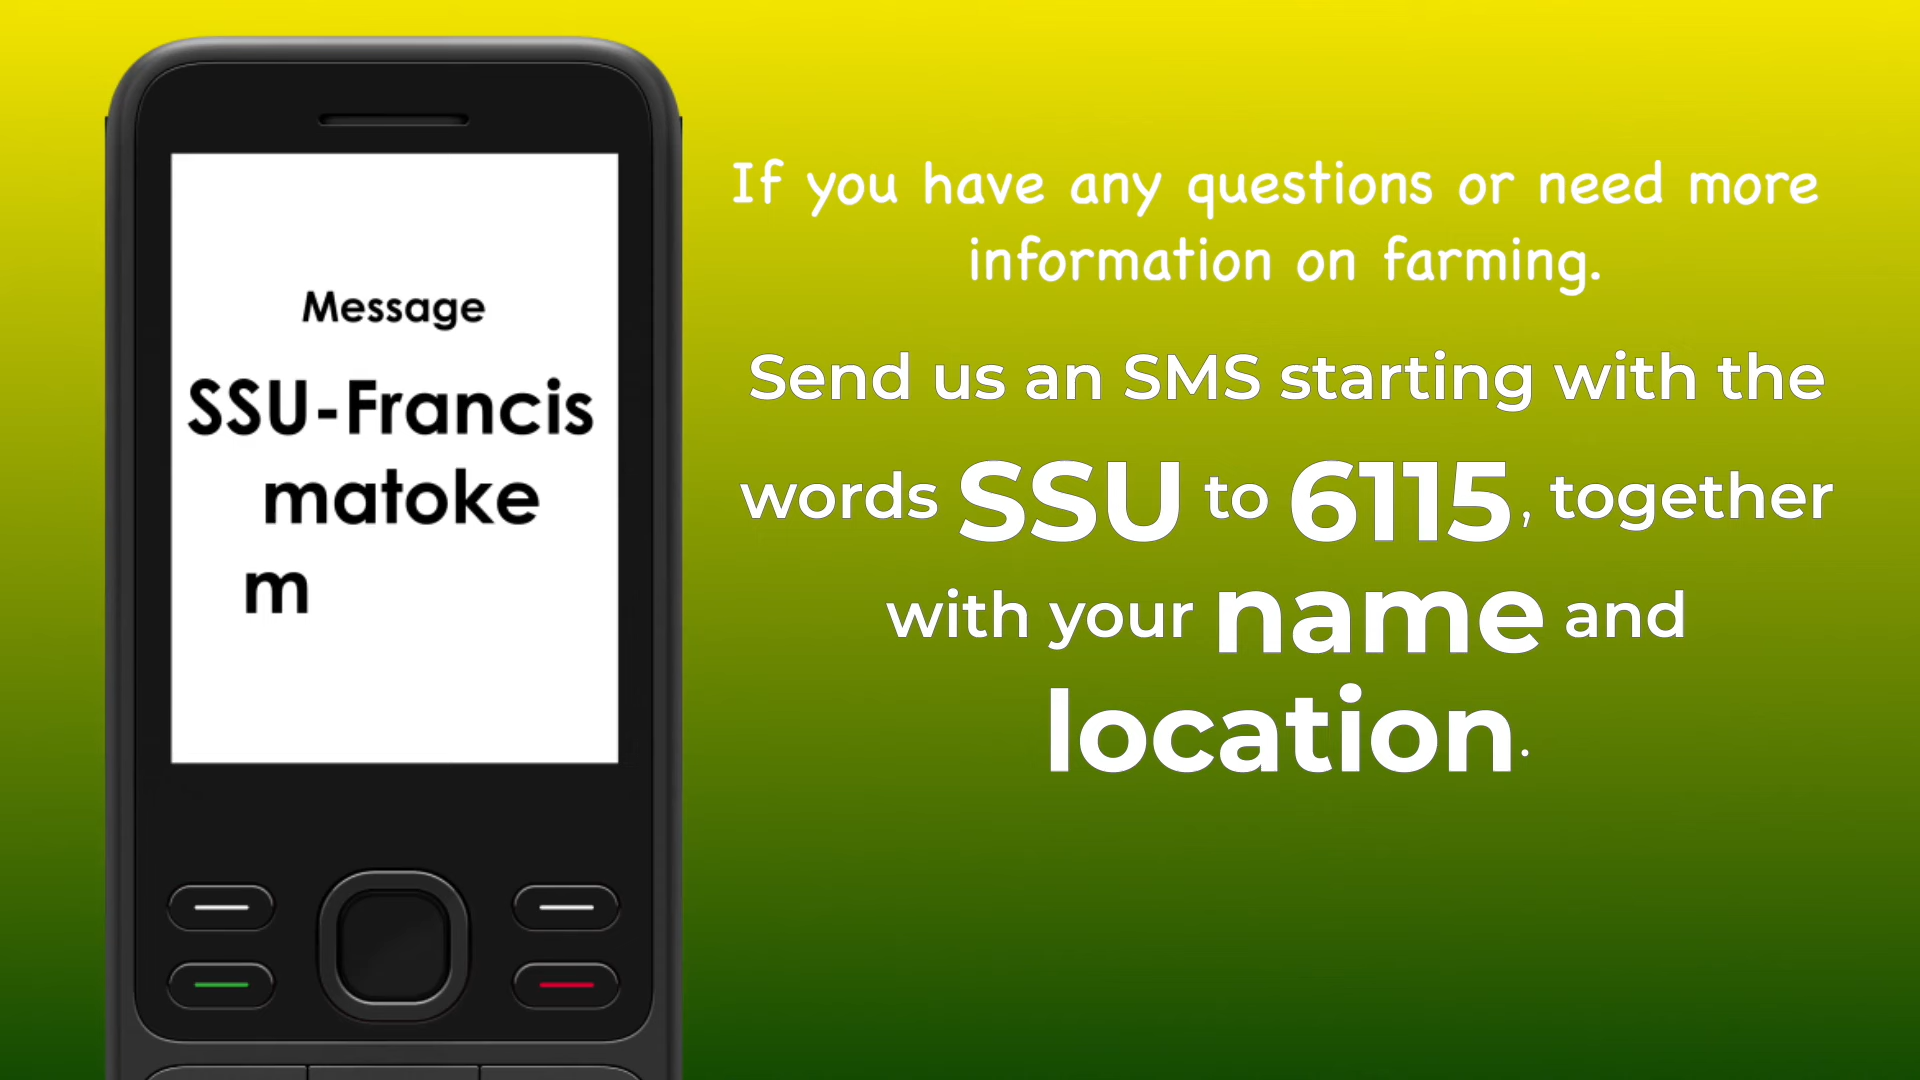 Message
SSU-Francis
matoke
m
If you have any questions or need more
information on farming.
Send us an SMS starting with the
words SSU to 6115, together
with your name and
location.